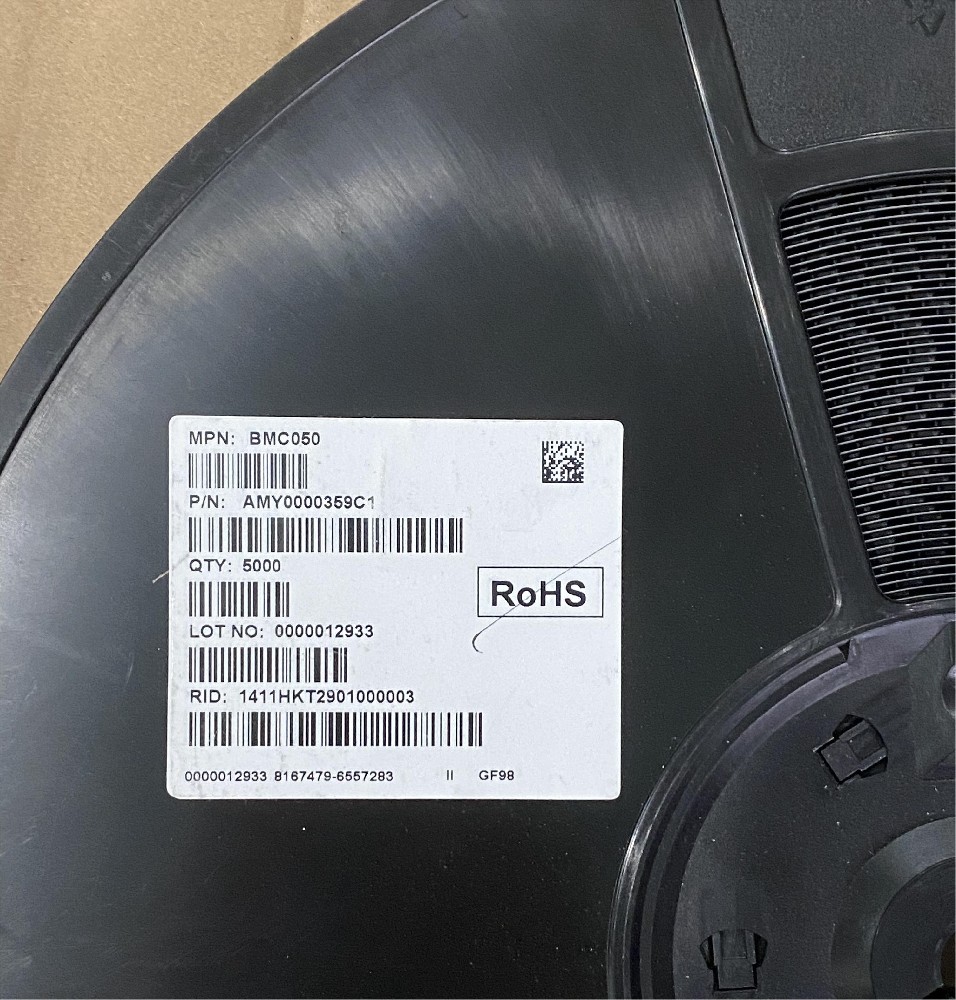 MPN: BMC050
P/N: AMY0000359C1
QTY: 5000
RoHS
LOT NO: 0000012933
RID: 1411HKT2901000003
0000012933 8167479-6557283 II GF98